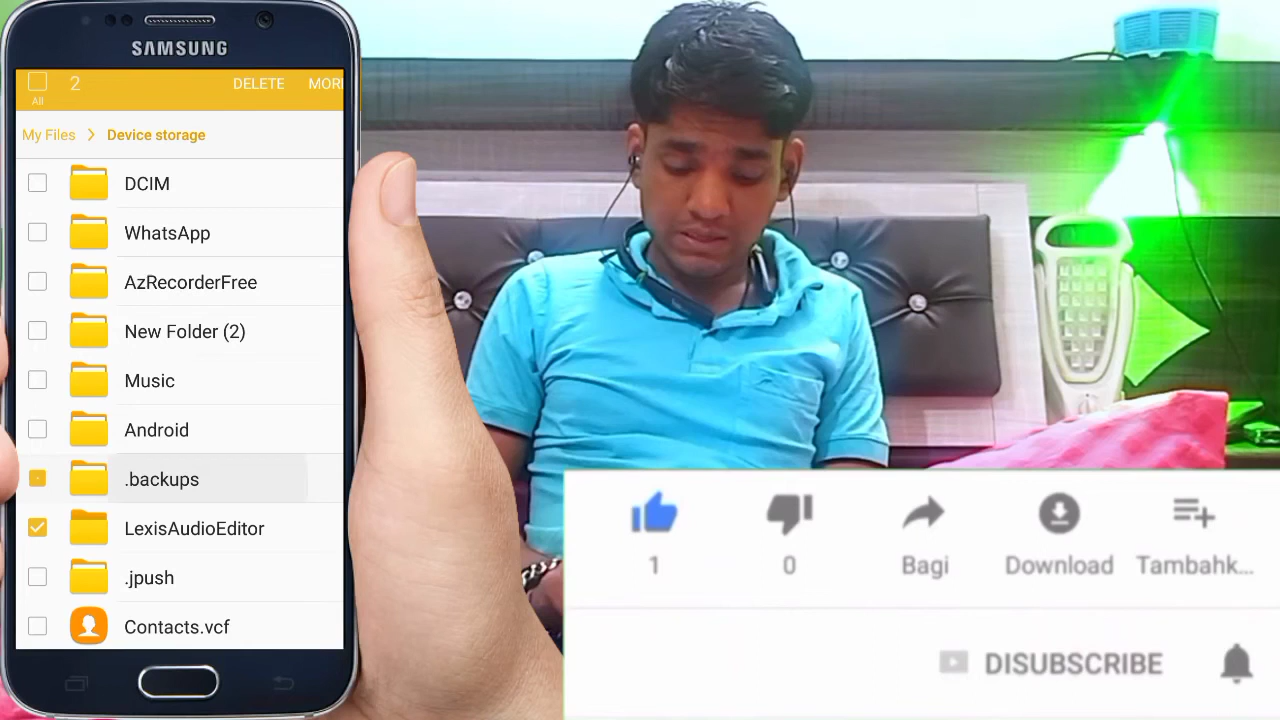 SAMSUNG
All
2
DELETE
MOR
My Files
Device storage
DCIM
WhatsApp
AzRecorderFree
New Folder (2)
Music
Android
.backups
LexisAudioEditor
.jpush
Contacts.vcf
1
0
Bagi
Download
Tambahk...
DISUBSCRIBE